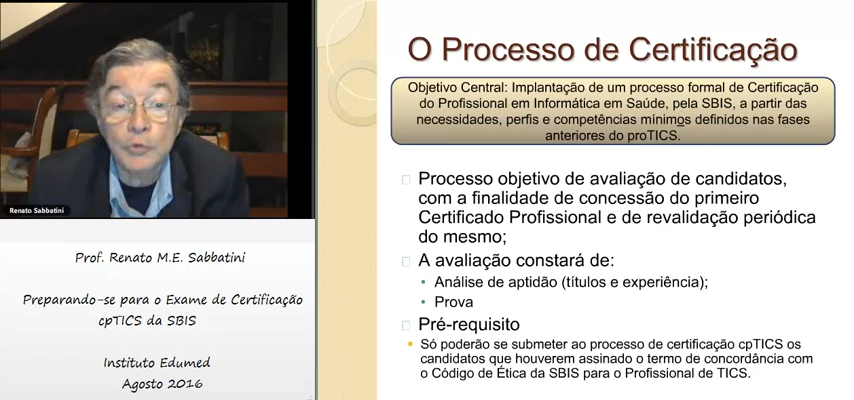 Renato Sabbatini
Prof. Renato M.E. Sabbatini
Preparando-se para o Exame de Certificação
cpTICS da SBIS
Instituto Edumed
Agosto 2016
O Processo de Certificação
Objetivo Central: Implantação de um processo formal de Certificação
do Profissional em Informática em Saúde, pela SBIS, a partir das
necessidades, perfis e competências mínimos definidos nas fases
anteriores do proTICS.
Processo objetivo de avaliação de candidatos,
com a finalidade de concessão do primeiro
Certificado Profissional e de revalidação periódica
do mesmo;
A avaliação constará de:
• Análise de aptidão (títulos e experiência);
• Prova
Pré-requisito
Só poderão se submeter ao processo de certificação cpTICS os
candidatos que houverem assinado o termo de concordância com
o Código de Ética da SBIS para o Profissional de TICS.